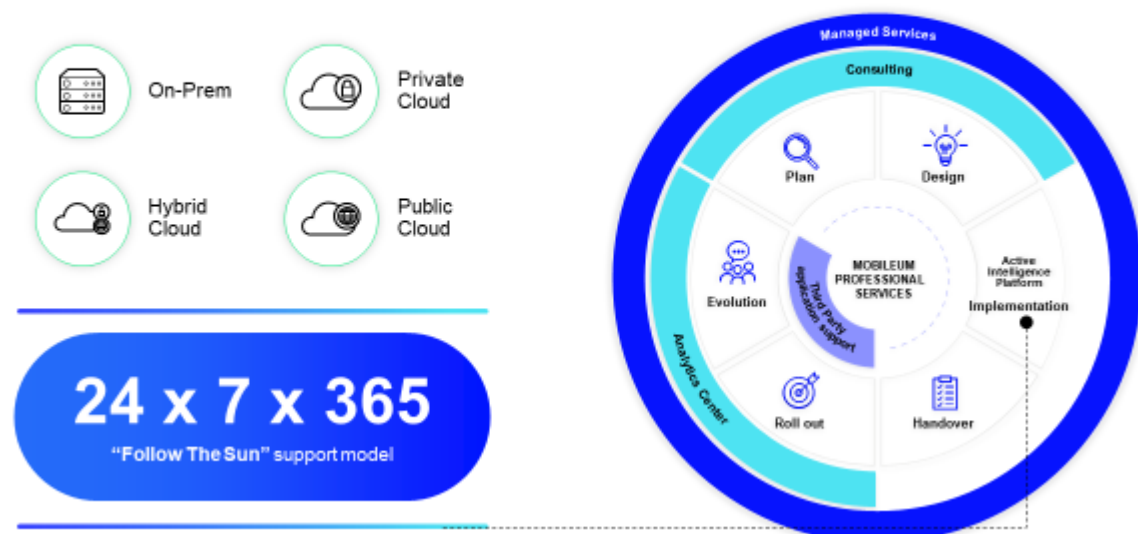 On-Prem
Private
Cloud
Hybrid
Cloud
Public
Cloud
24 x 7 x 365
“Follow The Sun” support model
Managed Services
Consulting
Plan
Design
Evolution
Third Party
application support
MOBILEUM
PROFESSIONAL
SERVICES
Active
Intelligence
Platform
Implementation
Analytics Center
Roll out
Handover